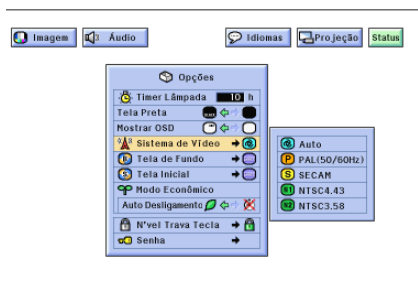 Imagem Áudio Idiomas Projeção Status
Opções
Timer Lâmpada 10 h
Tela Preta
Mostrar OSD
Sistema de Vídeo
Tela de Fundo
Tela Inicial
Modo Econômico
Auto Desligamento
N'vel Trava Tecla
Senha
Auto
P PAL(50/60Hz)
S SECAM
N1 NTSC4.43
N2 NTSC3.58